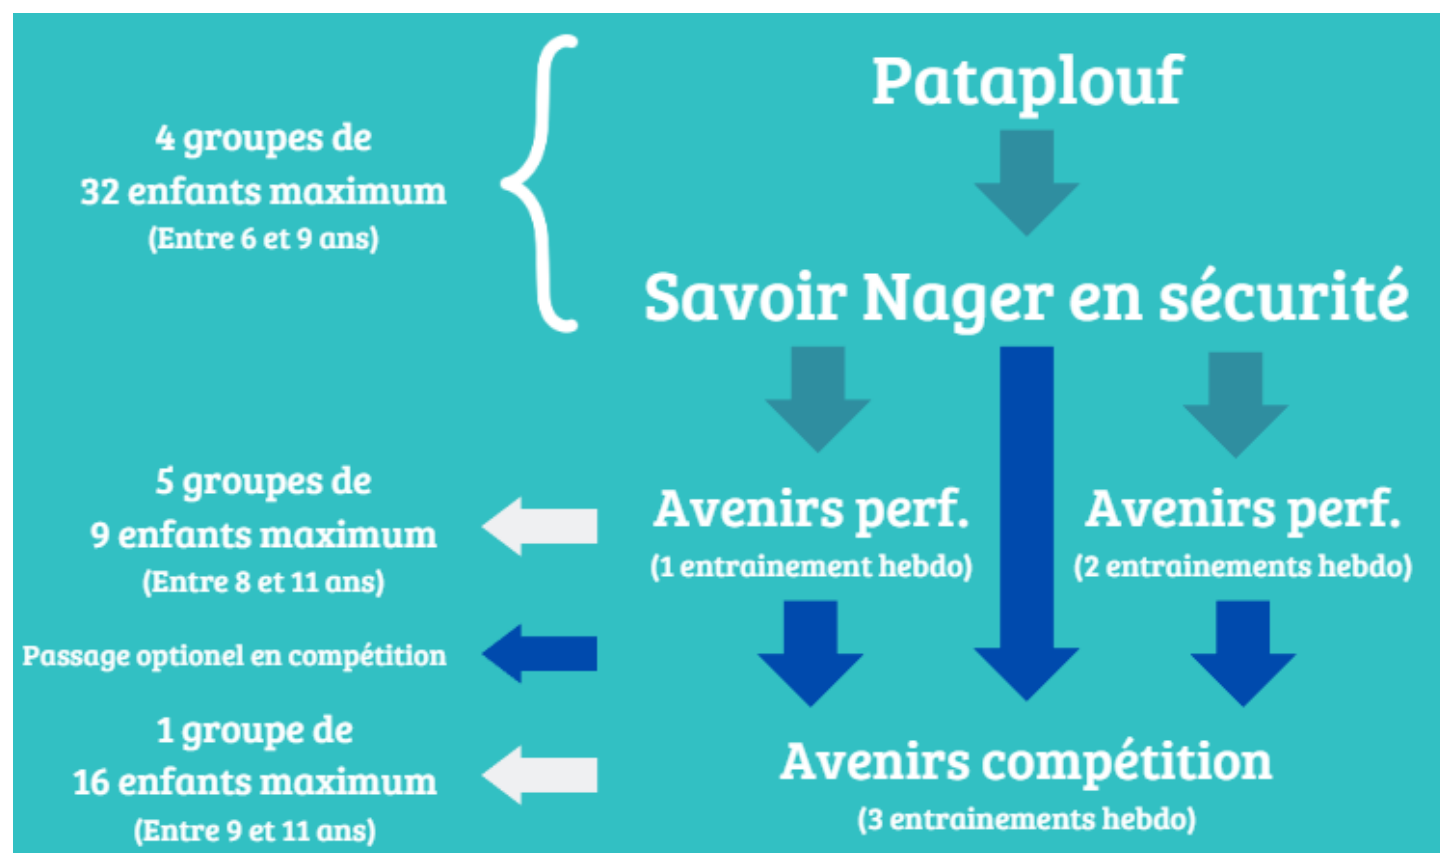 Pataplouf
4 groupes de
32 enfants maximum
(Entre 6 et 9 ans)
Savoir Nager en sécurité
5 groupes de
9 enfants maximum
(Entre 8 et 11 ans)
Avenirs perf.
(1 entrainement hebdo)
Avenirs perf.
(2 entrainements hebdo)
Passage optionel en compétition
1 groupe de
16 enfants maximum
(Entre 9 et 11 ans)
Avenirs compétition
(3 entrainements hebdo)